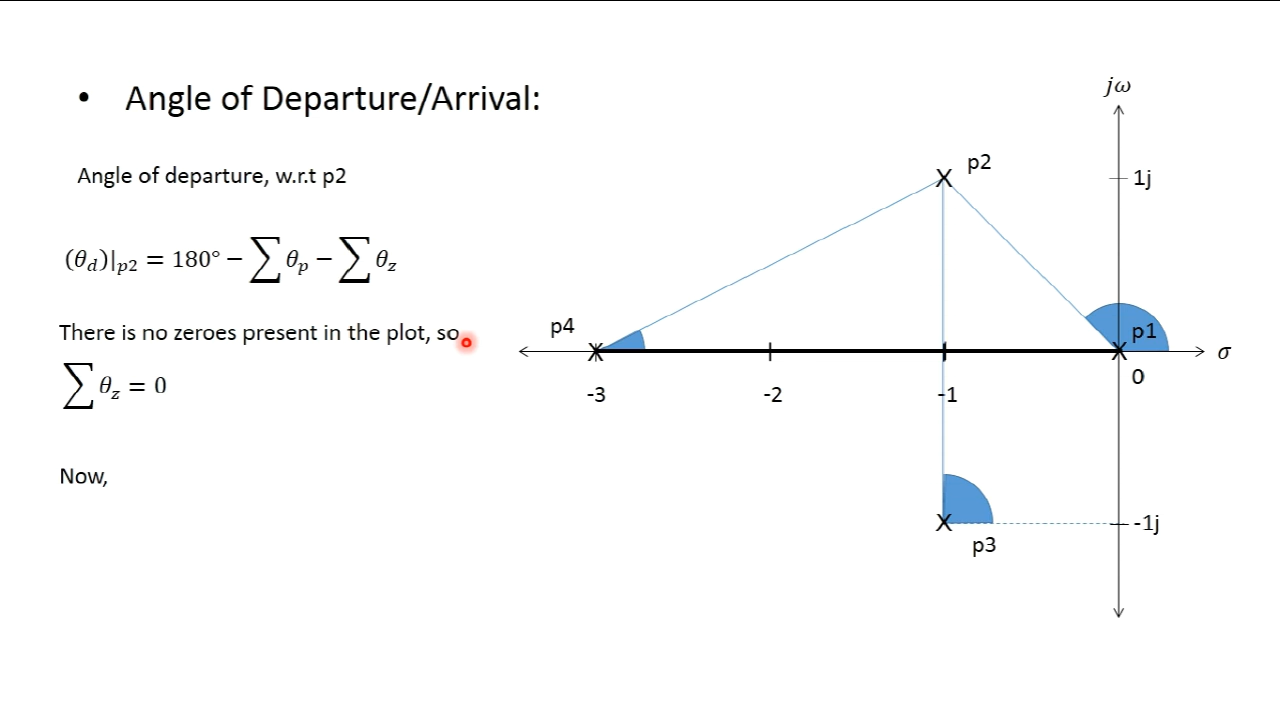 • Angle of Departure/Arrival:
Angle of departure, w.r.t p2
(θ_d)|_{p2} = 180° − ∑θ_p − ∑θ_z
There is no zeroes present in the plot, so
∑θ_z = 0
Now,
jω
p2
1j
p4
p1
σ
-3
-2
-1
0
-1j
p3